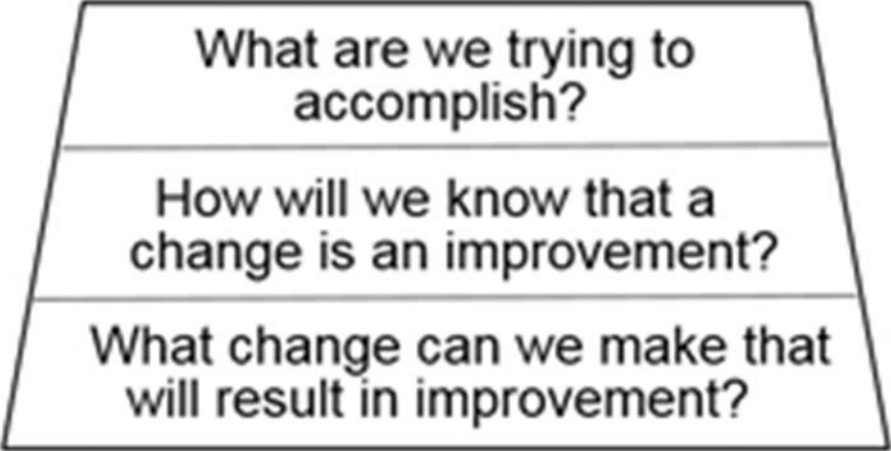 What are we trying to
accomplish?
How will we know that a
change is an improvement?
What change can we make that
will result in improvement?